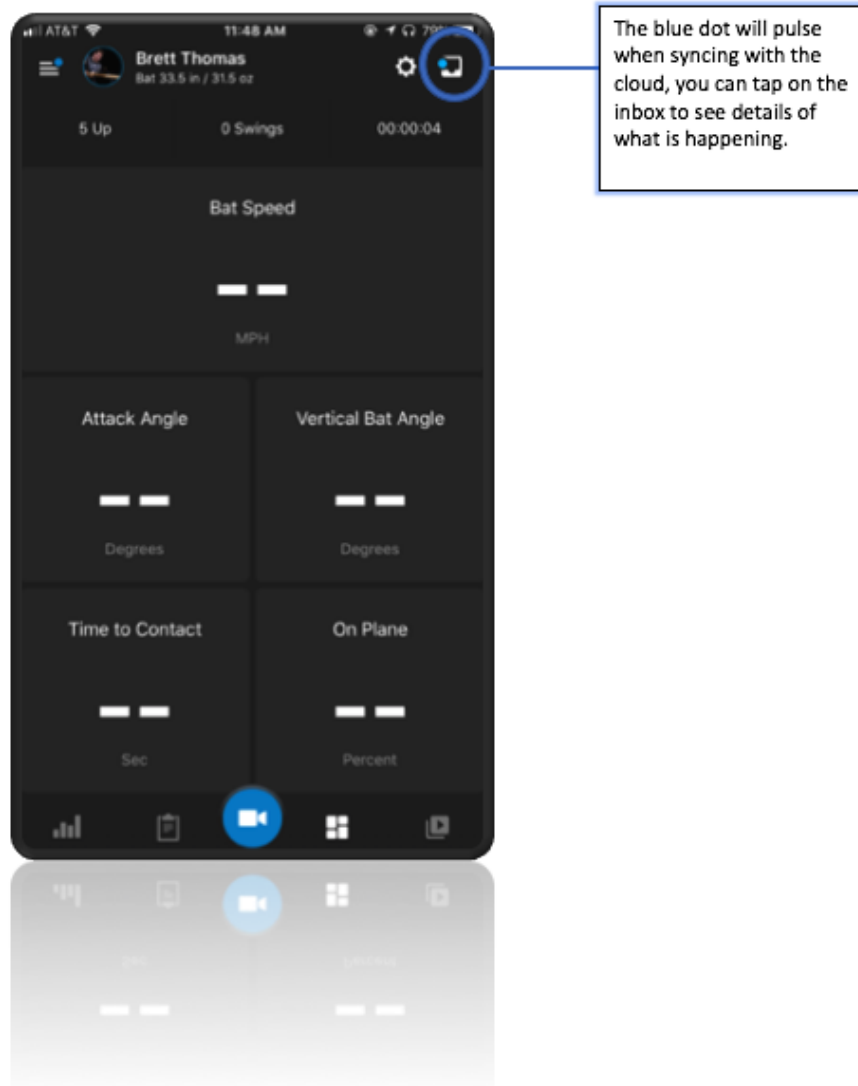 AT&T 11:48 AM 79%
Brett Thomas
Bat 33.5 in / 31.5 oz
5 Up 0 Swings 00:00:04
Bat Speed
MPH
Attack Angle Vertical Bat Angle
Degrees Degrees
Time to Contact On Plane
Sec Percent
The blue dot will pulse
when syncing with the
cloud, you can tap on the
inbox to see details of
what is happening.